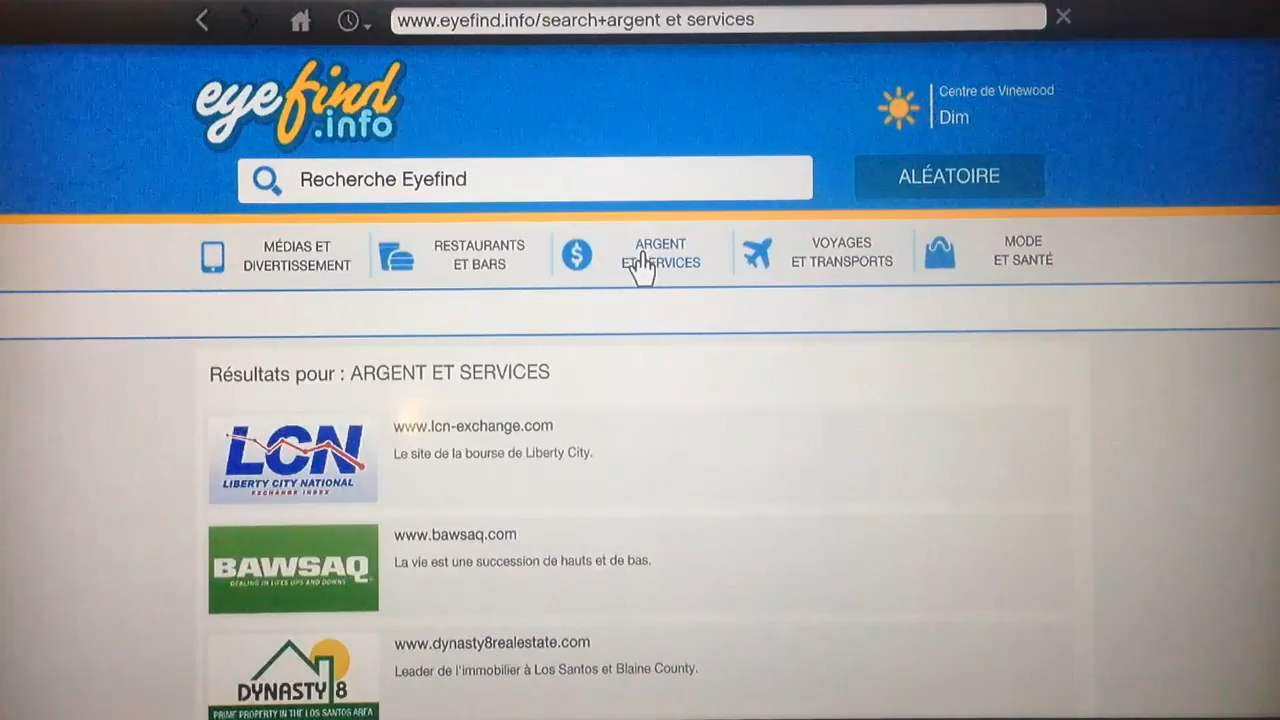 www.eyefind.info/search+argent et services
eyefind
.info
Centre de Vinewood
Dim
Recherche Eyefind
ALÉATOIRE
MÉDIAS ET
DIVERTISSEMENT
RESTAURANTS
ET BARS
ARGENT
ET SERVICES
VOYAGES
ET TRANSPORTS
MODE
ET SANTÉ
Résultats pour : ARGENT ET SERVICES
LCN
LIBERTY CITY NATIONAL
EXCHANGE INDEX
www.lcn-exchange.com
Le site de la bourse de Liberty City.
BAWSAQ
DEALING IN LIFES UPS AND DOWNS
www.bawsaq.com
La vie est une succession de hauts et de bas.
DYNASTY 8
PRIME PROPERTY IN THE LOS SANTOS AREA
www.dynasty8realestate.com
Leader de l'immobilier à Los Santos et Blaine County.